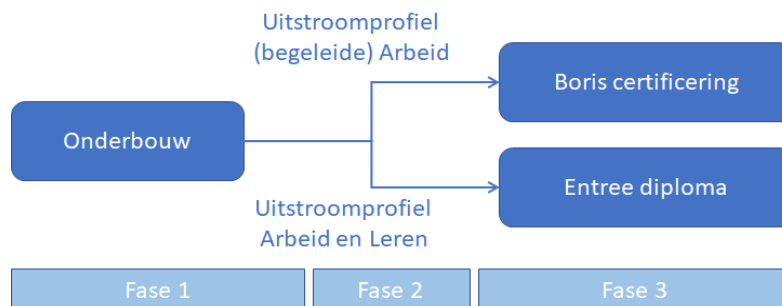 Uitstroomprofiel
(begeleide) Arbeid
Boris certificering
Onderbouw
Entree diploma
Uitstroomprofiel
Arbeid en Leren
Fase 1
Fase 2
Fase 3